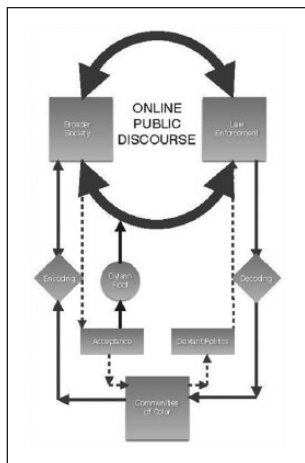 ONLINE
PUBLIC
DISCOURSE
Broader
Society
Law
Enforcement
Encoding
Dylann
Roof
Decoding
Acceptance
Deviant Politics
Communities
of Color